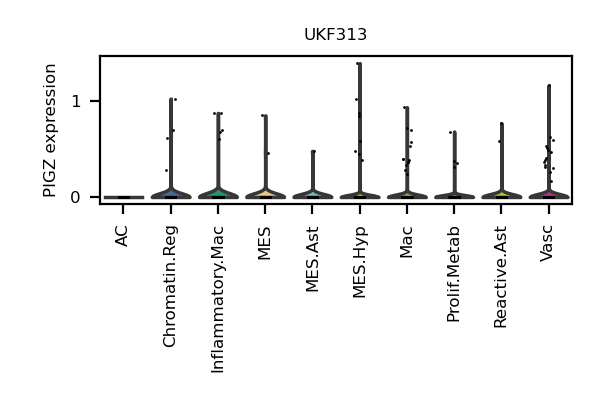 UKF313
PIGZ expression
1
0
AC
Chromatin.Reg
Inflammatory.Mac
MES
MES.Ast
MES.Hyp
Mac
Prolif.Metab
Reactive.Ast
Vasc